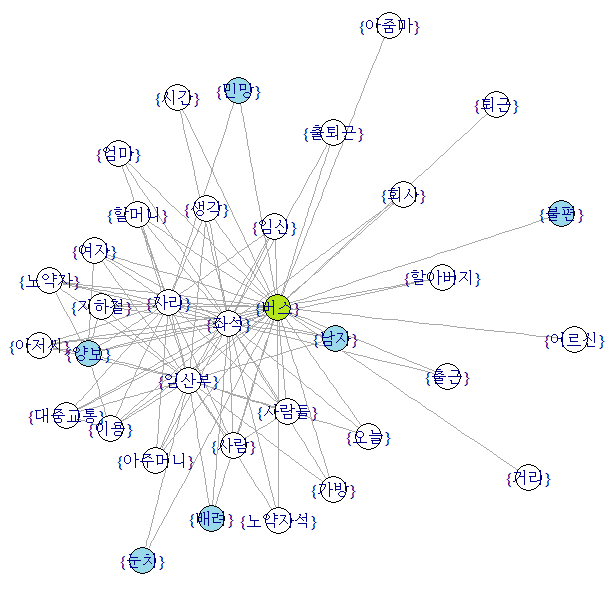 {아줌마}
{민망}
{시간}
{퇴근}
{출퇴근}
{엄마}
{회사}
{생각}
{할머니}
{불편}
{임신}
{여자}
{할아버지}
{노약자}
{자리}
{지하철}
{버스}
{좌석}
{남자}
{어르신}
{아저씨}
{양보}
{출근}
{임산부}
{사람들}
{대중교통}
{이용}
{오늘}
{사람}
{아주머니}
{거리}
{가방}
{배려}
{노약자석}
{눈치}